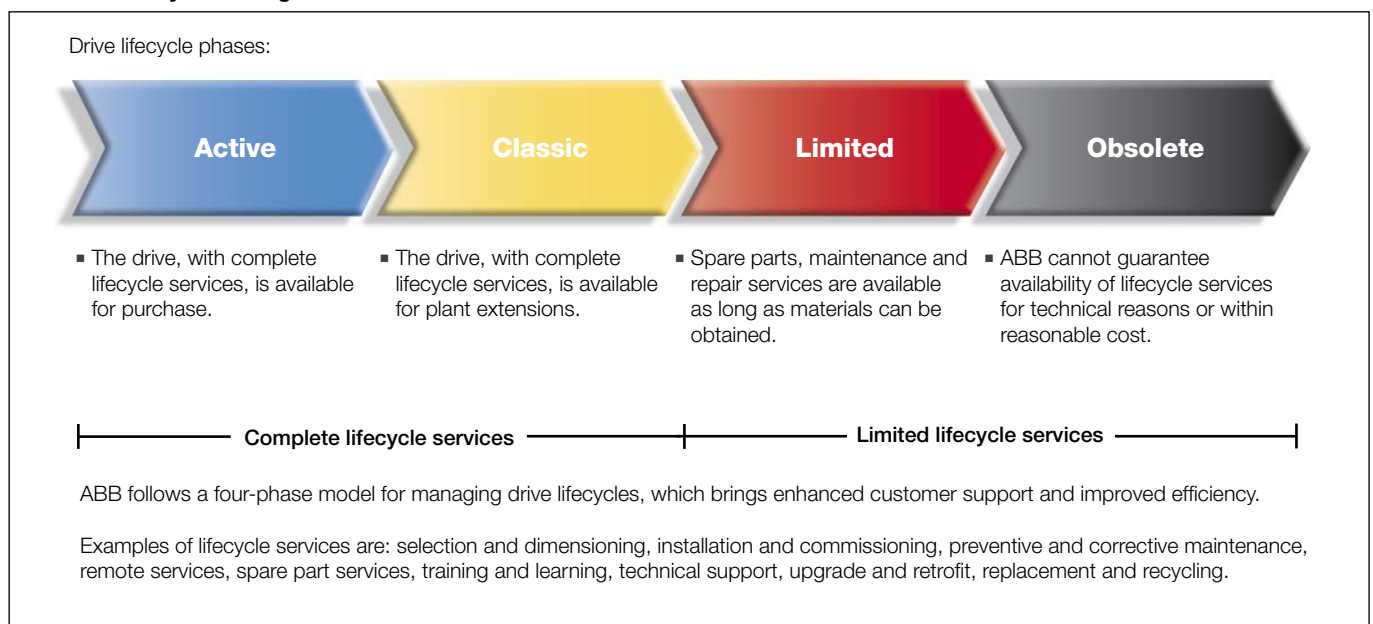 Drive lifecycle phases:
Active
Classic
Limited
Obsolete
▪ The drive, with complete
lifecycle services, is available
for purchase.
▪ The drive, with complete
lifecycle services, is available
for plant extensions.
▪ Spare parts, maintenance and
repair services are available
as long as materials can be
obtained.
▪ ABB cannot guarantee
availability of lifecycle services
for technical reasons or within
reasonable cost.
Complete lifecycle services
Limited lifecycle services
ABB follows a four-phase model for managing drive lifecycles, which brings enhanced customer support and improved efficiency.
Examples of lifecycle services are: selection and dimensioning, installation and commissioning, preventive and corrective maintenance,
remote services, spare part services, training and learning, technical support, upgrade and retrofit, replacement and recycling.